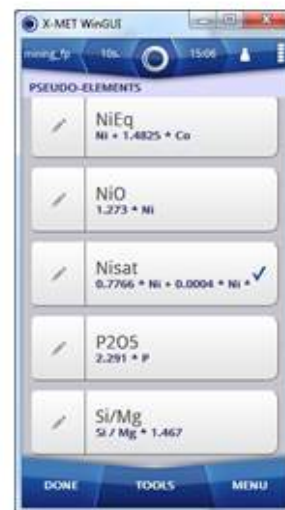 X-MET WinGUI
mining_fp 10s. 15:06
PSEUDO-ELEMENTS
NiEq
Ni + 1.4825 * Co
NiO
1.273 * Ni
Nisat
0.7766 * Ni + 0.0004 * Ni *
P2O5
2.291 * P
Si/Mg
Si / Mg * 1.467
DONE TOOLS MENU